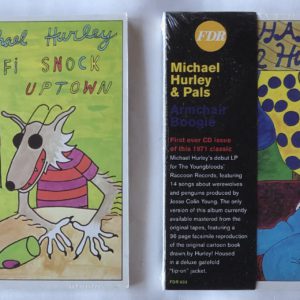 hael Hurley
Fi SNOCK
UPTOWN
FDR
Michael
Hurley
& Pals
Armchair
Boogie
First ever CD issue
of this 1971 classic
Michael Hurley's debut LP
for The Youngbloods'
Raccoon Records, featuring
14 songs about werewolves
and penguins produced by
Jesse Colin Young. The only
version of this album currently
available mastered from the
original tapes, featuring a
96 page facsimile reproduction
of the original cartoon book
drawn by Hurley! Housed
in a deluxe gatefold
"tip-on" jacket.